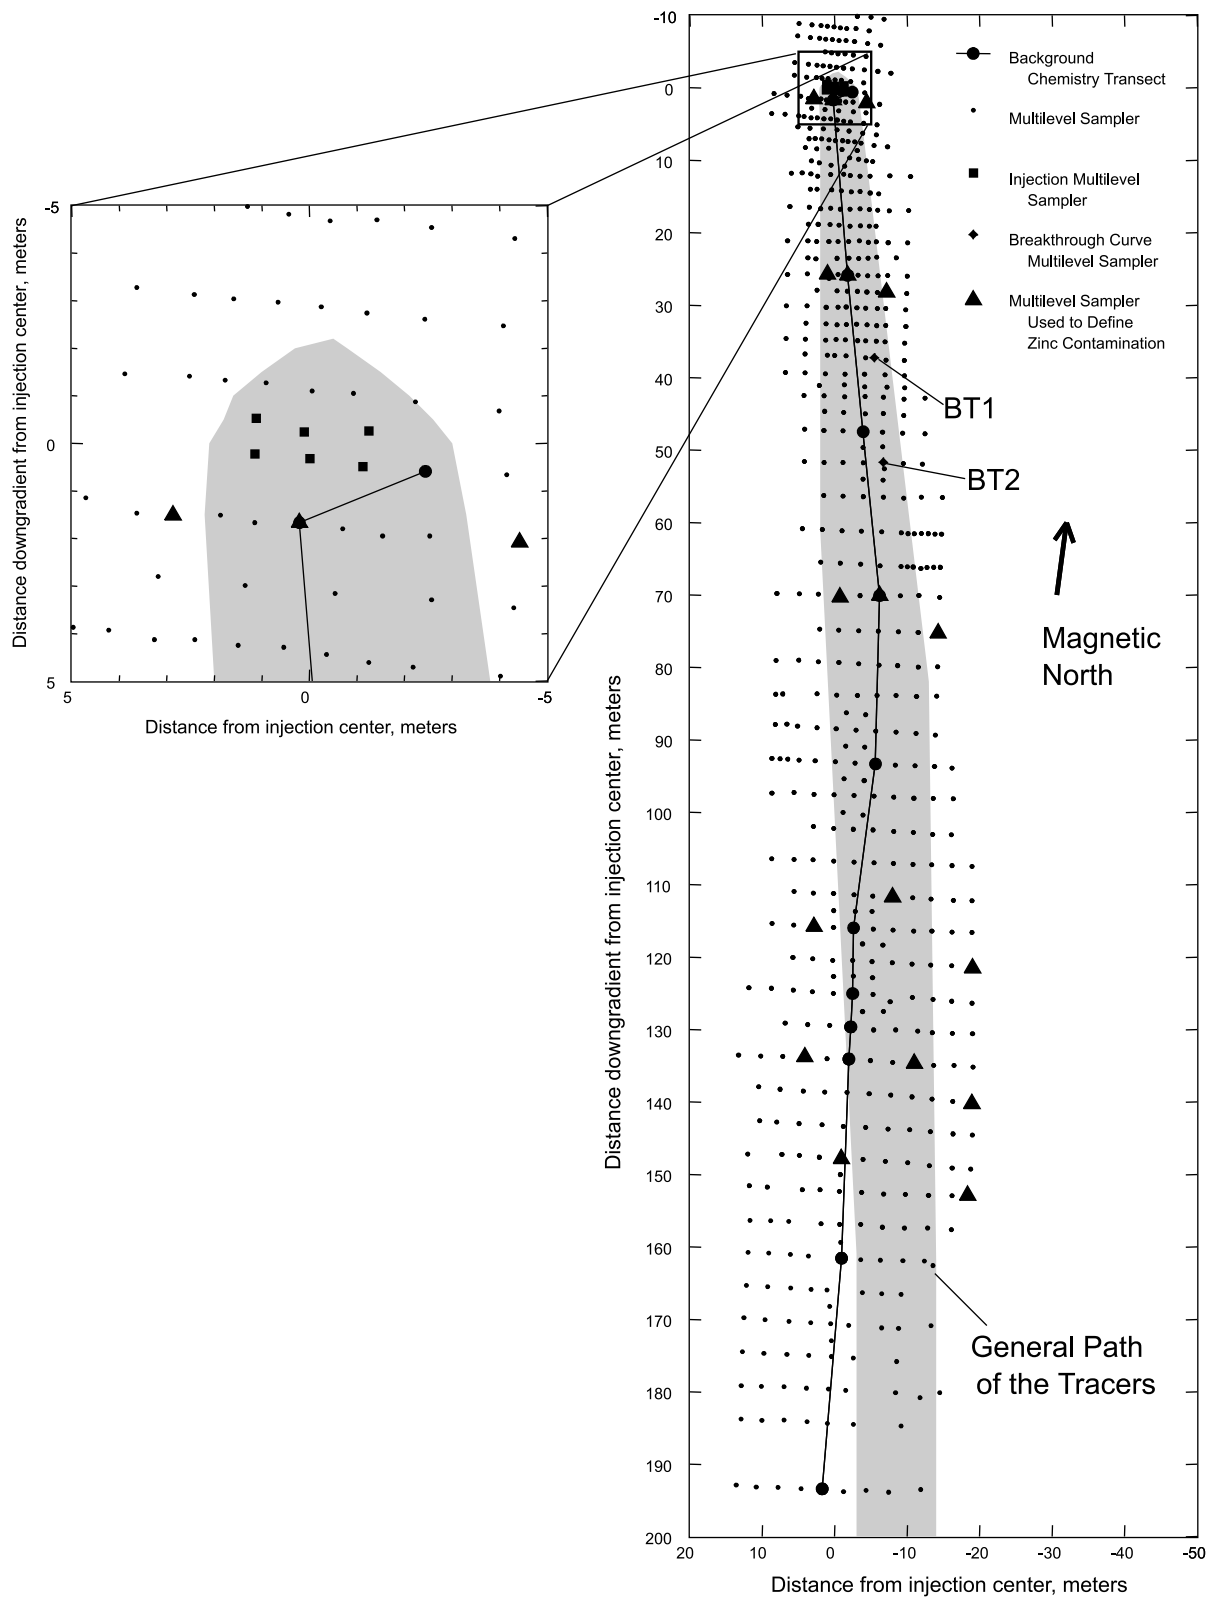 -10
0
10
20
30
40
50
60
70
80
90
100
110
120
130
140
150
160
170
180
190
200
20
10
0
-10
-20
-30
-40
-50
Distance from injection center, meters
Distance downgradient from injection center, meters
Background
Chemistry Transect
Multilevel Sampler
Injection Multilevel
Sampler
Breakthrough Curve
Multilevel Sampler
Multilevel Sampler
Used to Define
Zinc Contamination
BT1
BT2
Magnetic
North
General Path
of the Tracers
-5
0
5
5
0
-5
Distance from injection center, meters
Distance downgradient from injection center, meters